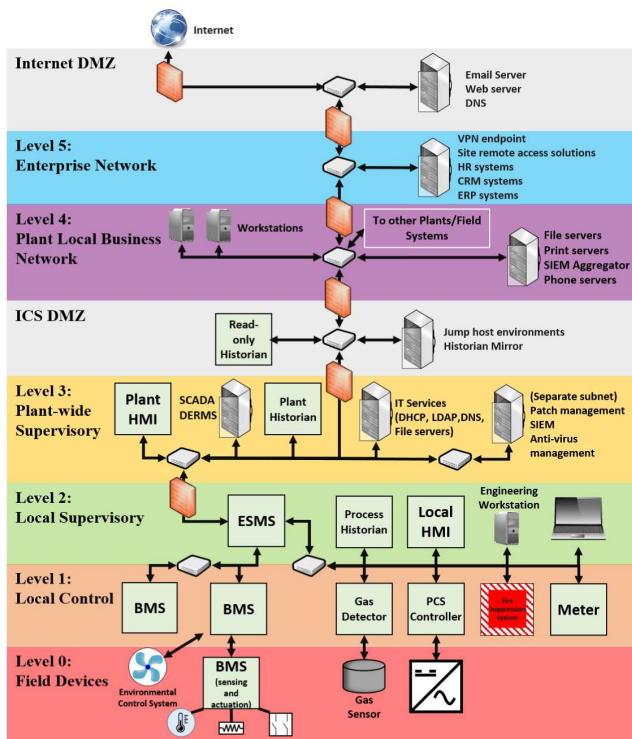 Internet
Internet DMZ
Email Server
Web server
DNS
Level 5:
Enterprise Network
VPN endpoint
Site remote access solutions
HR systems
CRM systems
ERP systems
Level 4:
Plant Local Business
Network
Workstations
To other Plants/Field
Systems
File servers
Print servers
SIEM Aggregator
Phone servers
ICS DMZ
Read-
only
Historian
Jump host environments
Historian Mirror
Level 3:
Plant-wide
Supervisory
Plant
HMI
SCADA
DERMS
Plant
Historian
IT Services
(DHCP, LDAP,DNS,
File servers)
(Separate subnet)
Patch management
SIEM
Anti-virus
management
Level 2:
Local Supervisory
ESMS
Process
Historian
Local
HMI
Engineering
Workstation
Level 1:
Local Control
BMS
BMS
Gas
Detector
PCS
Controller
Fire
Suppression
System
Meter
Level 0:
Field Devices
Environmental
Control System
BMS
(sensing
and
actuation)
Gas
Sensor